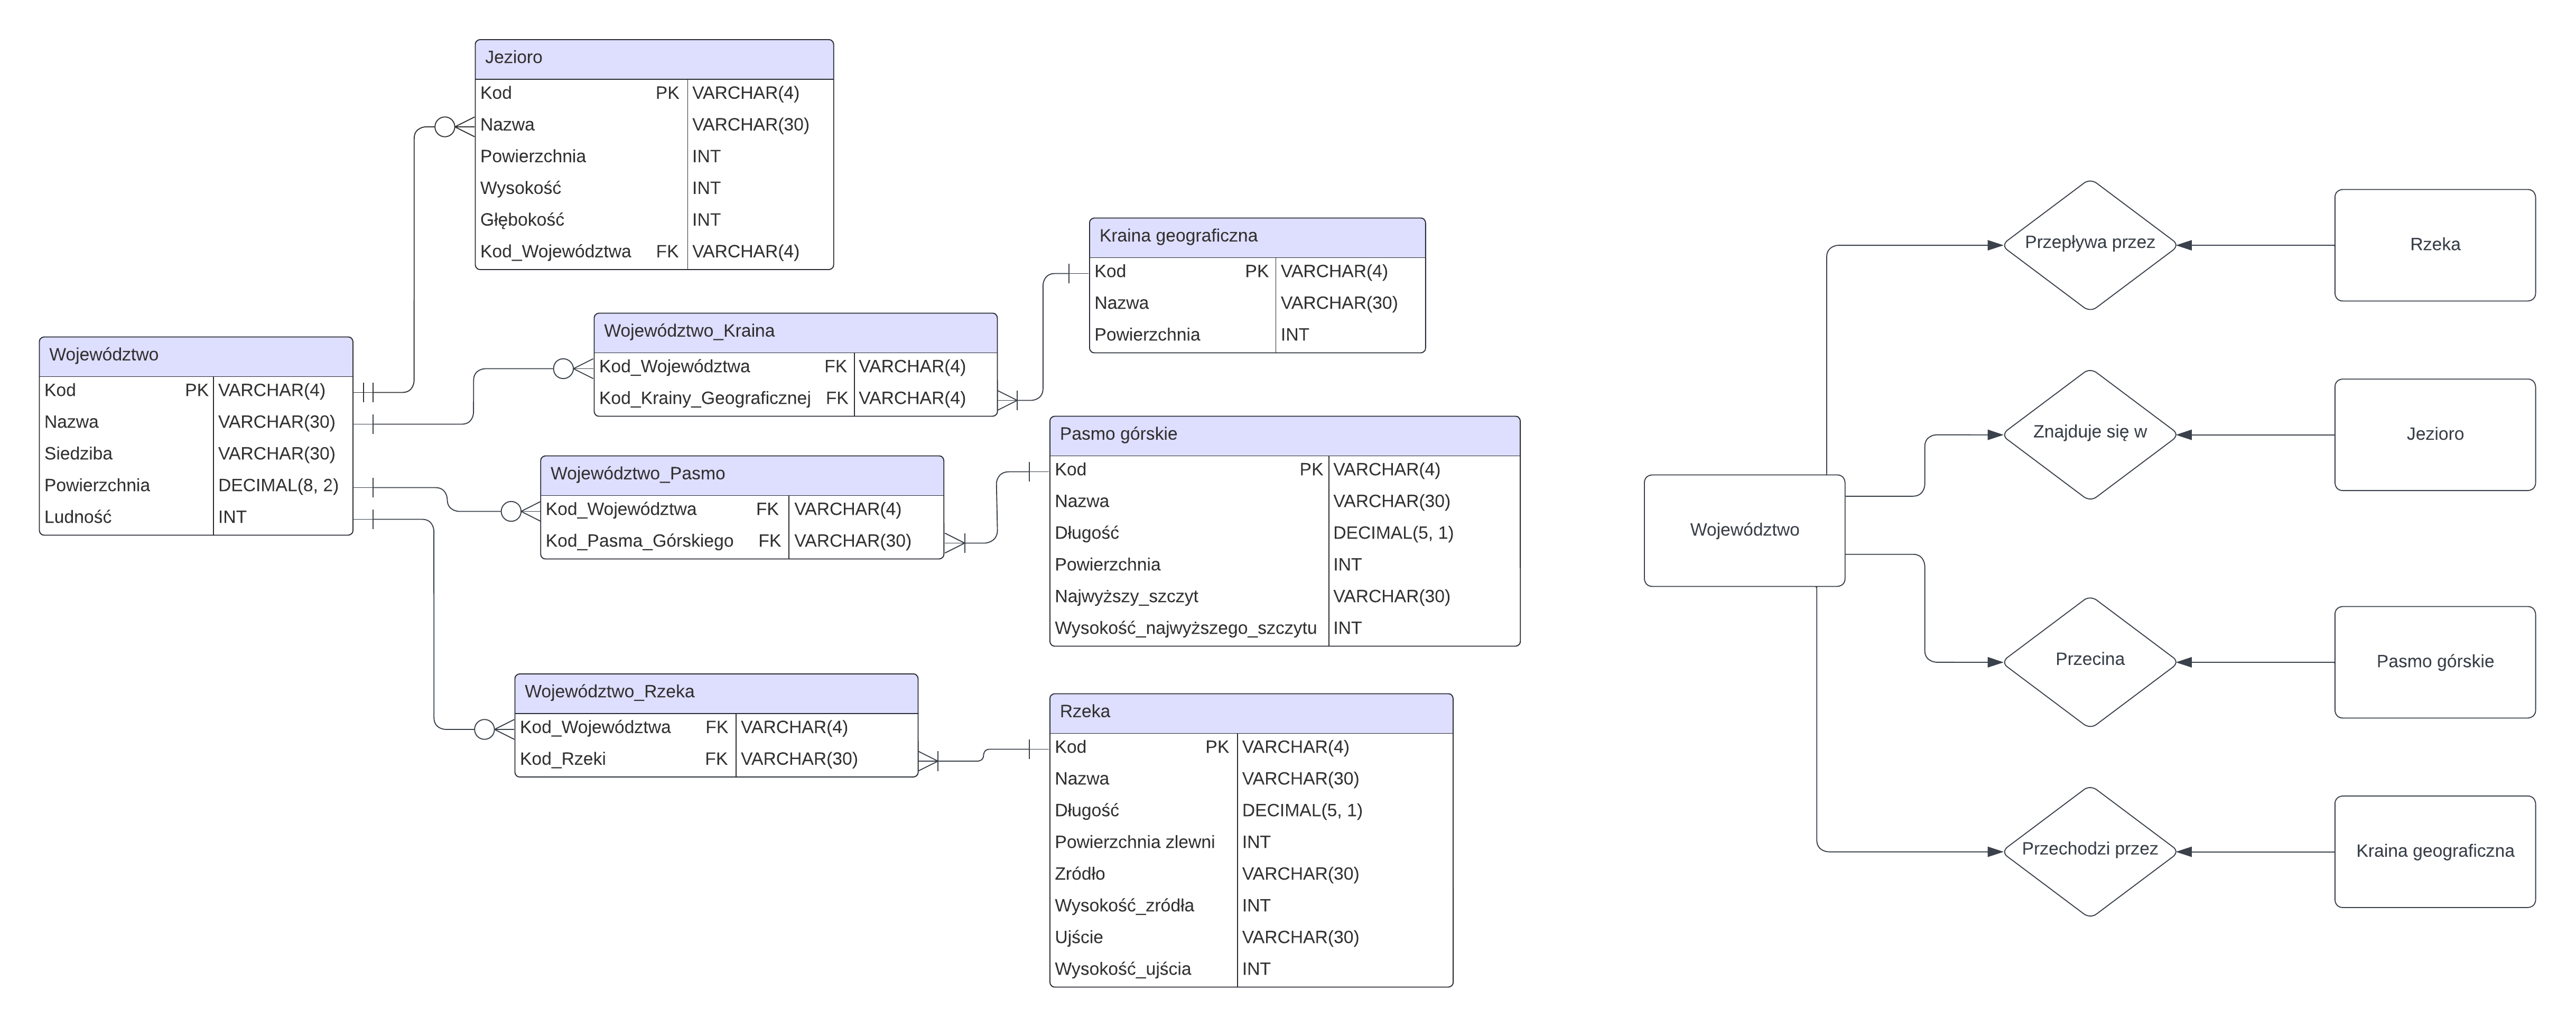 Jezioro
Kod PK VARCHAR(4)
Nazwa VARCHAR(30)
Powierzchnia INT
Wysokość INT
Głębokość INT
Kod_Województwa FK VARCHAR(4)
Województwo
Kod PK VARCHAR(4)
Nazwa VARCHAR(30)
Siedziba VARCHAR(30)
Powierzchnia DECIMAL(8, 2)
Ludność INT
Województwo_Kraina
Kod_Województwa FK VARCHAR(4)
Kod_Krainy_Geograficznej FK VARCHAR(4)
Kraina geograficzna
Kod PK VARCHAR(4)
Nazwa VARCHAR(30)
Powierzchnia INT
Województwo_Pasmo
Kod_Województwa FK VARCHAR(4)
Kod_Pasma_Górskiego FK VARCHAR(30)
Pasmo górskie
Kod PK VARCHAR(4)
Nazwa VARCHAR(30)
Długość DECIMAL(5, 1)
Powierzchnia INT
Najwyższy_szczyt VARCHAR(30)
Wysokość_najwyższego_szczytu INT
Województwo_Rzeka
Kod_Województwa FK VARCHAR(4)
Kod_Rzeki FK VARCHAR(30)
Rzeka
Kod PK VARCHAR(4)
Nazwa VARCHAR(30)
Długość DECIMAL(5, 1)
Powierzchnia zlewni INT
Zródło VARCHAR(30)
Wysokość_zródła INT
Ujście VARCHAR(30)
Wysokość_ujścia INT
Województwo
Przepływa przez
Rzeka
Znajduje się w
Jezioro
Przecina
Pasmo górskie
Przechodzi przez
Kraina geograficzna